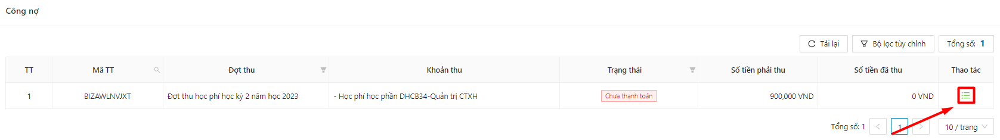 Công nợ
Tải lại Bộ lọc tùy chỉnh Tổng số: 1
TT Mã TT Đợt thu Khoản thu Trạng thái Số tiền phải thu Số tiền đã thu Thao tác
1 BIZAWLNVJXT Đợt thu học phí học kỳ 2 năm học 2023 - Học phí học phần DHCB34-Quản trị CTXH Chưa thanh toán 900,000 VND 0 VND
Tổng số: 1 < 1 > 10 / trang